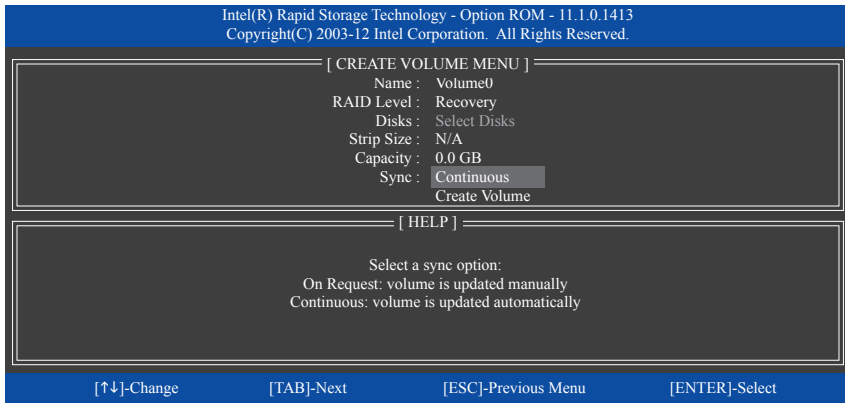 Intel(R) Rapid Storage Technology - Option ROM - 11.1.0.1413
Copyright(C) 2003-12 Intel Corporation. All Rights Reserved.
[ CREATE VOLUME MENU ]
Name : Volume0
RAID Level : Recovery
Disks : Select Disks
Strip Size : N/A
Capacity : 0.0 GB
Sync : Continuous
Create Volume
[ HELP ]
Select a sync option:
On Request: volume is updated manually
Continuous: volume is updated automatically
[↑↓]-Change [TAB]-Next [ESC]-Previous Menu [ENTER]-Select